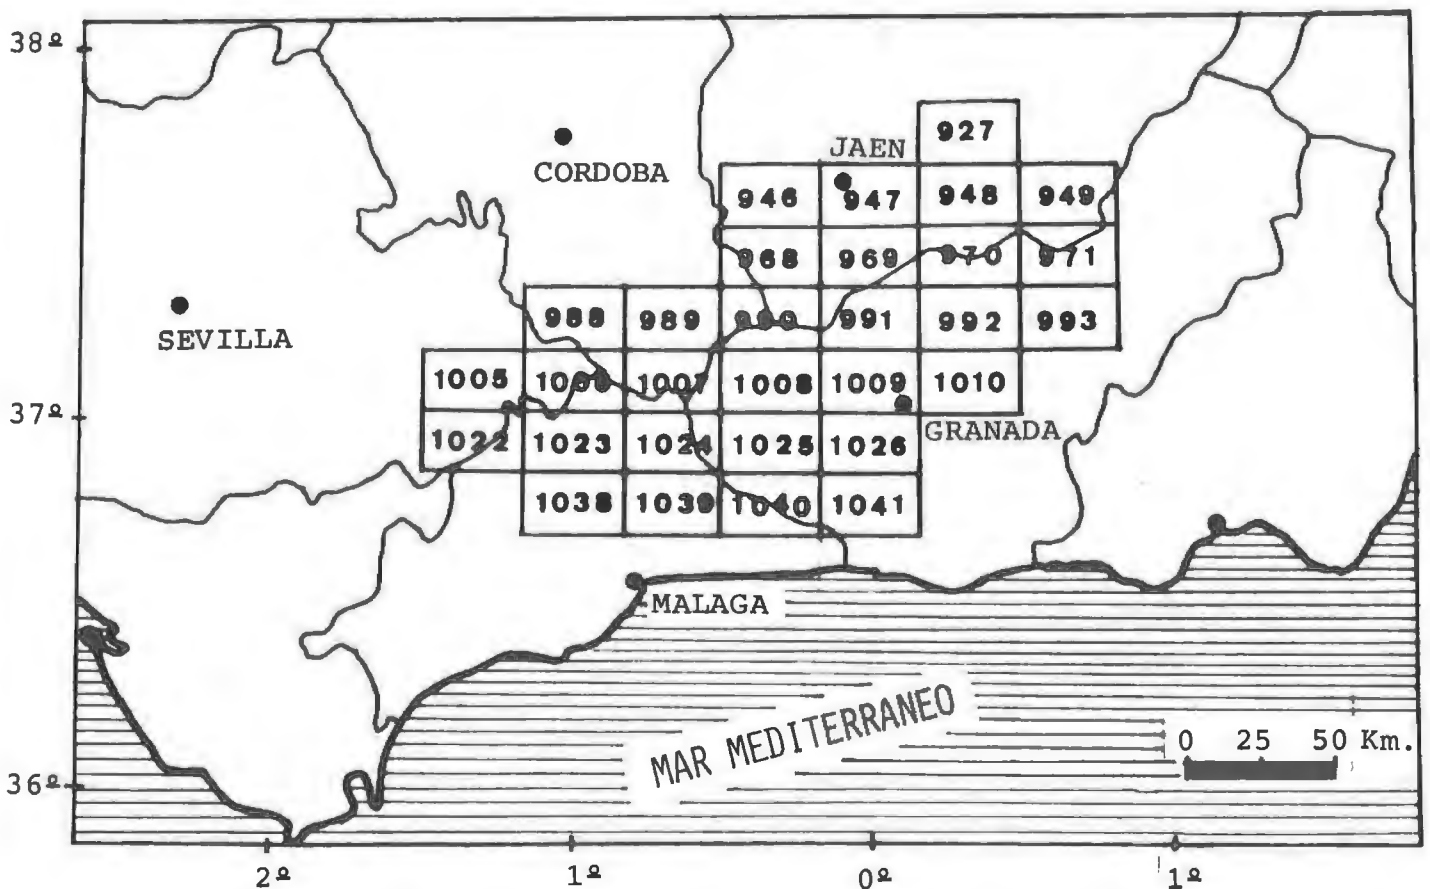 38º
927
JAEN
CORDOBA
946 947 948 949
968 969 970 971
SEVILLA
988 989 990 991 992 993
1005 1006 1007 1008 1009 1010
37º
GRANADA
1022 1023 1024 1025 1026
1038 1039 1040 1041
MALAGA
MAR MEDITERRANEO
0 25 50 Km.
36º
2º 1º 0º 1º